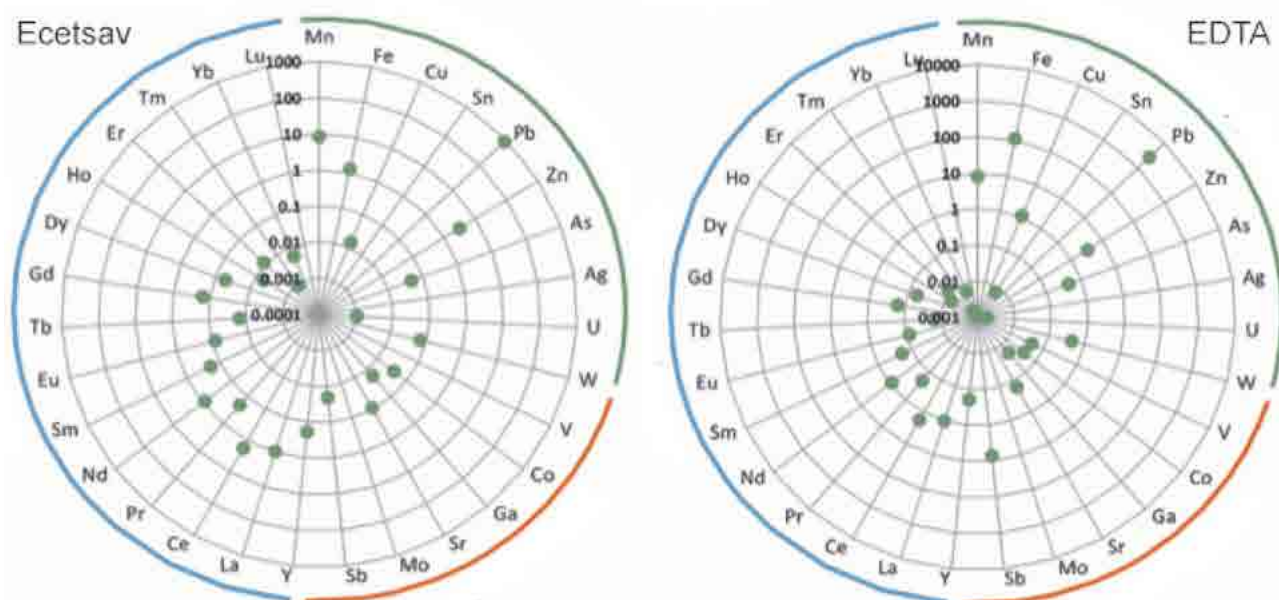 Ecetsav
Mn
Fe
Cu
Sn
Pb
Zn
As
Ag
U
W
V
Co
Ga
Sr
Mo
Sb
Y
La
Ce
Pr
Nd
Sm
Eu
Tb
Gd
Dy
Ho
Er
Tm
Yb
Lu
1000
100
10
1
0.1
0.01
0.001
0.0001
EDTA
Mn
Fe
Cu
Sn
Pb
Zn
As
Ag
U
W
V
Co
Ga
Sr
Mo
Sb
Y
La
Ce
Pr
Nd
Sm
Eu
Tb
Gd
Dy
Ho
Er
Tm
Yb
Lu
10000
1000
100
10
1
0.1
0.01
0.001